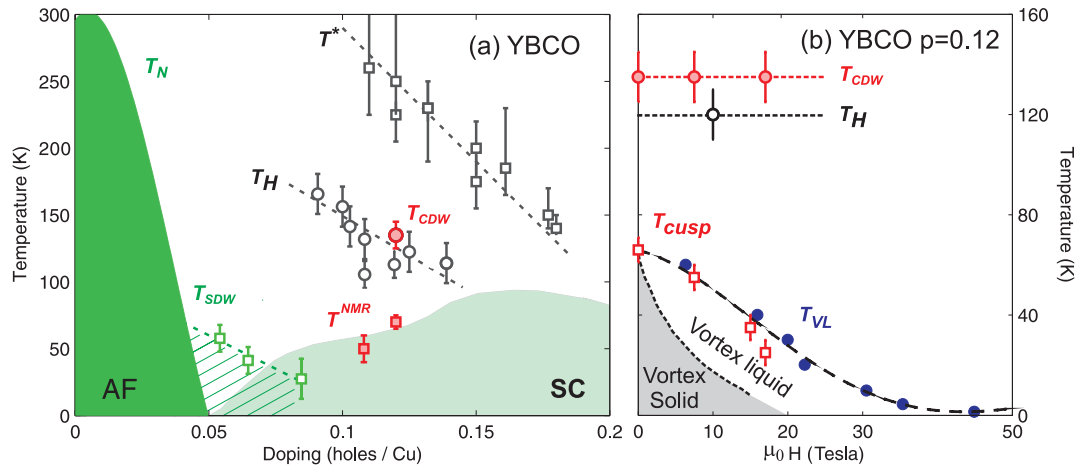 (a) YBCO
T*
T_N
T_H
T_CDW
T_SDW
T^NMR
AF
SC
300
250
200
150
100
50
0
Temperature (K)
0 0.05 0.1 0.15 0.2
Doping (holes / Cu)
(b) YBCO p=0.12
T_CDW
T_H
T_cusp
T_VL
Vortex liquid
Vortex
Solid
160
120
80
40
0
Temperature (K)
0 10 20 30 40 50
μ₀ H (Tesla)